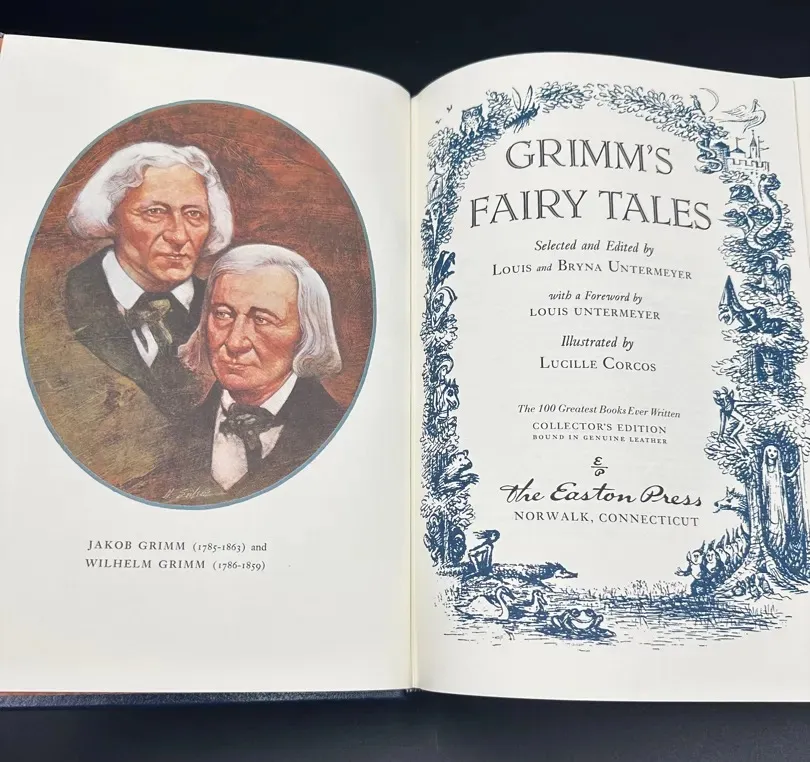 JAKOB GRIMM (1785-1863) and
WILHELM GRIMM (1786-1859)
GRIMM'S
FAIRY TALES
Selected and Edited by
LOUIS and BRYNA UNTERMEYER
with a Foreword by
LOUIS UNTERMEYER
Illustrated by
LUCILLE CORCOS
The 100 Greatest Books Ever Written
COLLECTOR'S EDITION
BOUND IN GENUINE LEATHER
E
P
the Easton Press
NORWALK, CONNECTICUT